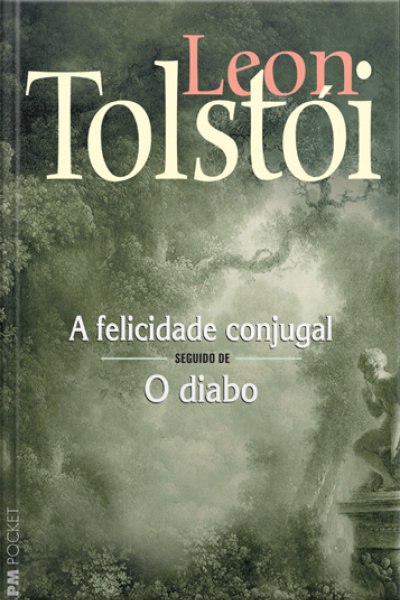 Leon
Tolstói
A felicidade conjugal
SEGUIDO DE
O diabo
PM POCKET